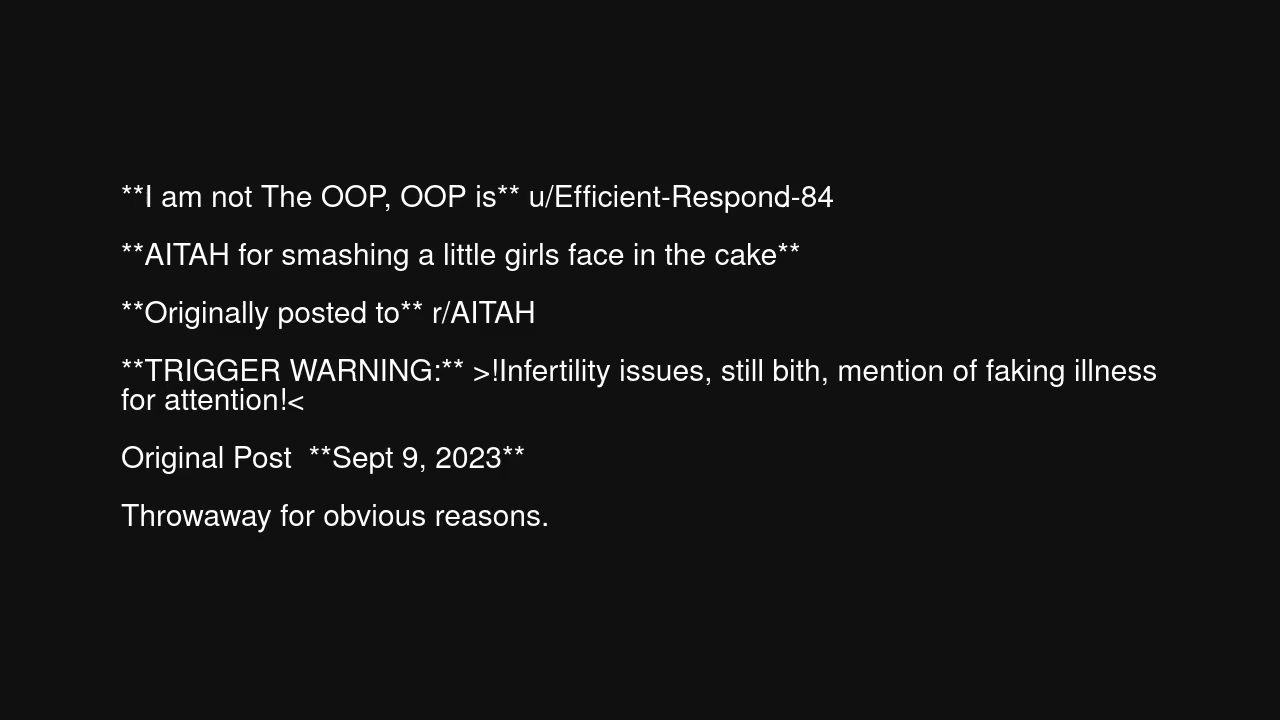 **I am not The OOP, OOP is** u/Efficient-Respond-84
**AITAH for smashing a little girls face in the cake**
**Originally posted to** r/AITAH
**TRIGGER WARNING:** >!Infertility issues, still bith, mention of faking illness
for attention!<
Original Post  **Sept 9, 2023**
Throwaway for obvious reasons.